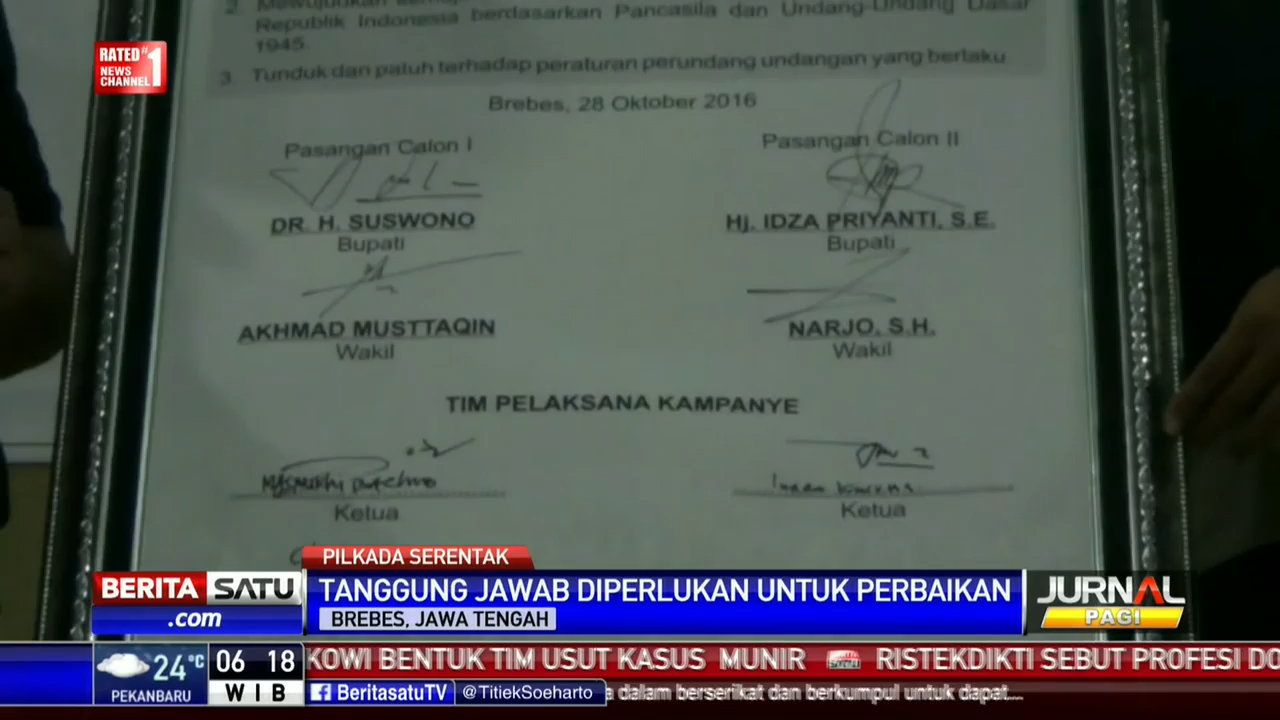 2. Mewujudkan
Republik Indonesia berdasarkan Pancasila dan Undang-Undang Dasar
1945.
3. Tunduk dan patuh terhadap peraturan perundang undangan yang berlaku
RATED #1
NEWS
CHANNEL
Brebes, 28 Oktober 2016
Pasangan Calon I
Pasangan Calon II
DR. H. SUSWONO
Hj. IDZA PRIYANTI, S.E.
Bupati
Bupati
AKHMAD MUSTTAQIN
NARJO, S.H.
Wakil
Wakil
TIM PELAKSANA KAMPANYE
Ketua
Ketua
PILKADA SERENTAK
BERITA SATU
.com
TANGGUNG JAWAB DIPERLUKAN UNTUK PERBAIKAN
BREBES, JAWA TENGAH
JURNAL
PAGI
24°C
PEKANBARU
06 18
WIB
KOWI BENTUK TIM USUT KASUS MUNIR RISTEKDIKTI SEBUT PROFESI DO
BeritasatuTV
@TitiekSoeharto
a dalam berserikat dan berkumpul untuk dapat...